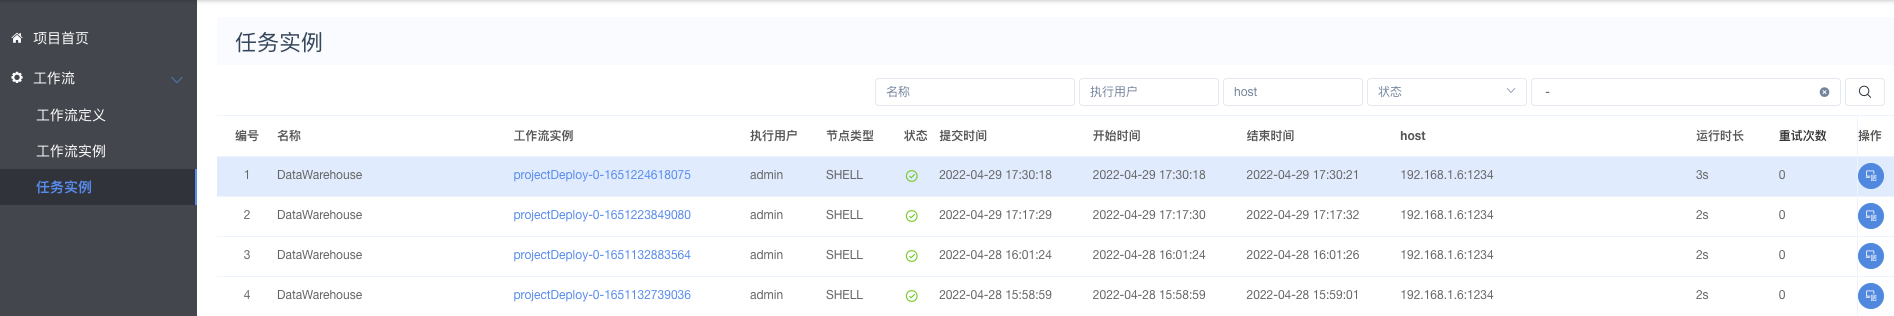 项目首页
工作流
工作流定义
工作流实例
任务实例
任务实例
名称 执行用户 host 状态 -
编号 名称 工作流实例 执行用户 节点类型 状态 提交时间 开始时间 结束时间 host 运行时长 重试次数 操作
1 DataWarehouse projectDeploy-0-1651224618075 admin SHELL 2022-04-29 17:30:18 2022-04-29 17:30:18 2022-04-29 17:30:21 192.168.1.6:1234 3s 0
2 DataWarehouse projectDeploy-0-1651223849080 admin SHELL 2022-04-29 17:17:29 2022-04-29 17:17:30 2022-04-29 17:17:32 192.168.1.6:1234 2s 0
3 DataWarehouse projectDeploy-0-1651132883564 admin SHELL 2022-04-28 16:01:24 2022-04-28 16:01:24 2022-04-28 16:01:26 192.168.1.6:1234 2s 0
4 DataWarehouse projectDeploy-0-1651132739036 admin SHELL 2022-04-28 15:58:59 2022-04-28 15:58:59 2022-04-28 15:59:01 192.168.1.6:1234 2s 0